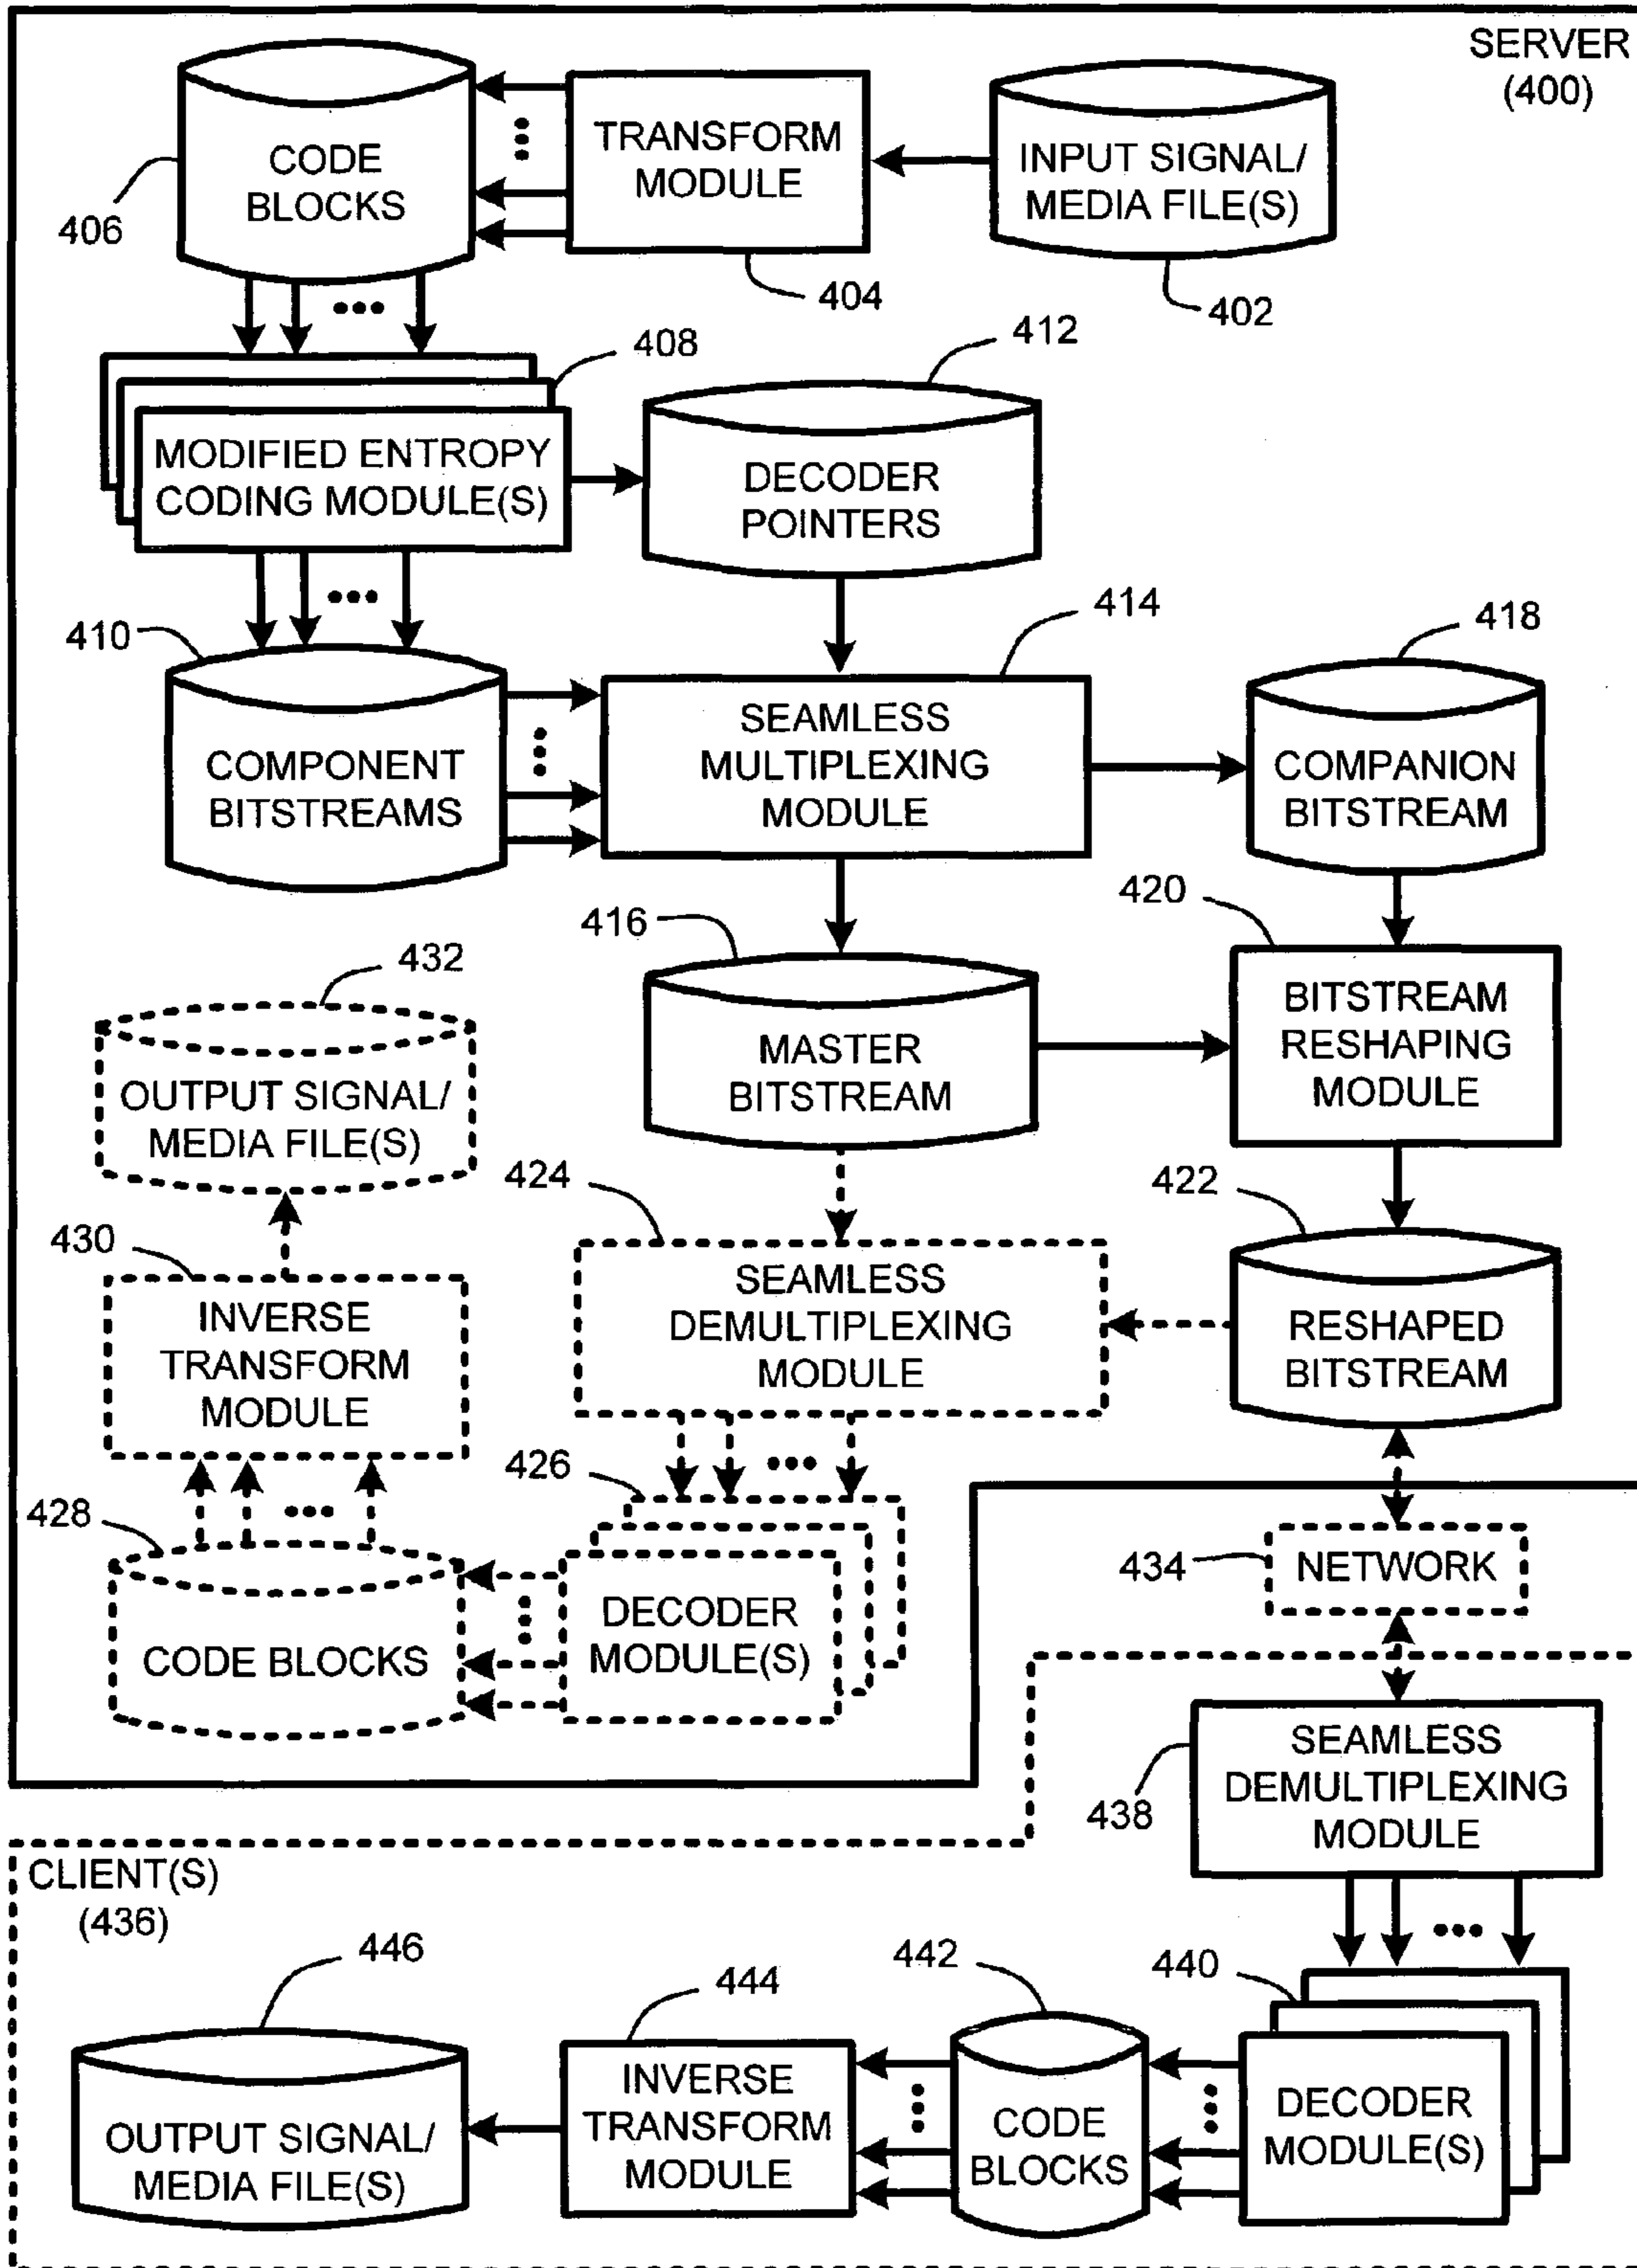 SERVER
(400)
CODE
BLOCKS
406
TRANSFORM
MODULE
404
INPUT SIGNAL/
MEDIA FILE(S)
402
408
MODIFIED ENTROPY
CODING MODULE(S)
412
DECODER
POINTERS
410
COMPONENT
BITSTREAMS
414
SEAMLESS
MULTIPLEXING
MODULE
418
COMPANION
BITSTREAM
416
MASTER
BITSTREAM
420
BITSTREAM
RESHAPING
MODULE
432
OUTPUT SIGNAL/
MEDIA FILE(S)
424
SEAMLESS
DEMULTIPLEXING
MODULE
422
RESHAPED
BITSTREAM
430
INVERSE
TRANSFORM
MODULE
426
DECODER
MODULE(S)
428
CODE BLOCKS
434
NETWORK
438
SEAMLESS
DEMULTIPLEXING
MODULE
CLIENT(S)
(436)
446
OUTPUT SIGNAL/
MEDIA FILE(S)
444
INVERSE
TRANSFORM
MODULE
442
CODE
BLOCKS
440
DECODER
MODULE(S)